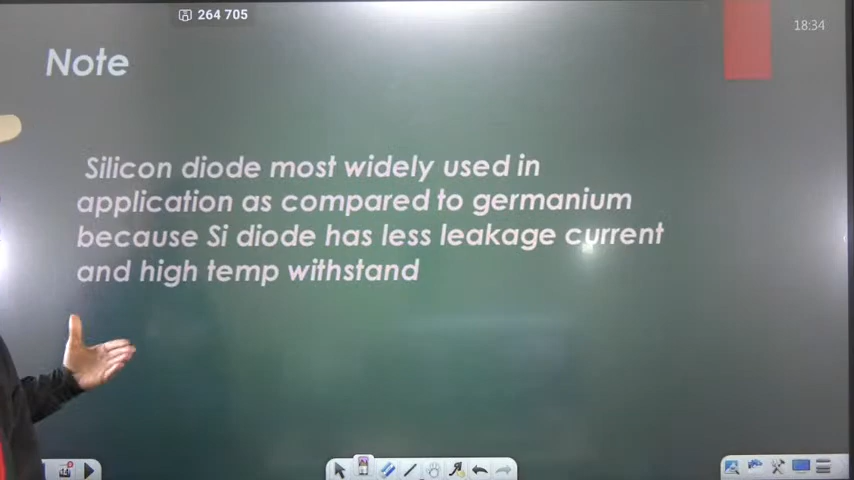 264 705
18:34
Note
Silicon diode most widely used in
application as compared to germanium
because Si diode has less leakage current
and high temp withstand